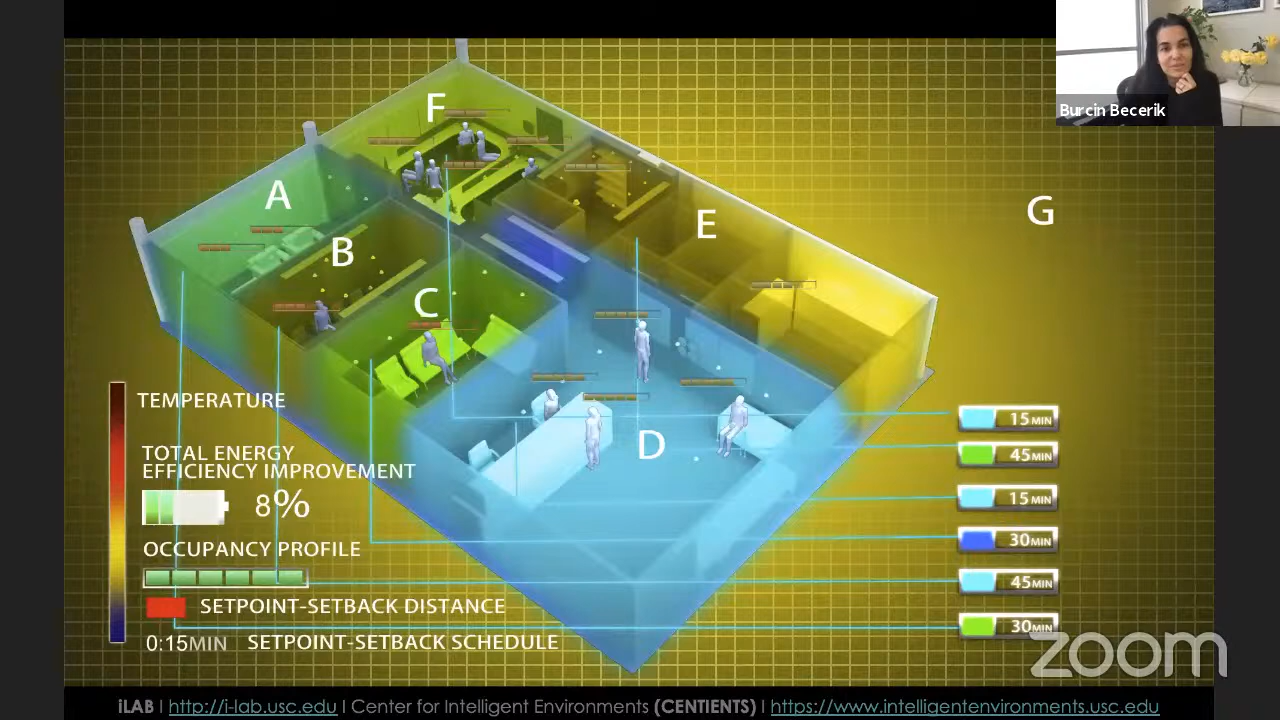 Burcin Becerik
F
A
B
E
G
C
D
TEMPERATURE
TOTAL ENERGY
EFFICIENCY IMPROVEMENT
8%
OCCUPANCY PROFILE
SETPOINT-SETBACK DISTANCE
0:15MIN SETPOINT-SETBACK SCHEDULE
15MIN
45MIN
15MIN
30MIN
45MIN
30MIN
zoom
iLAB I http://i-lab.usc.edu I Center for Intelligent Environments (CENTIENTS) I https://www.intelligentenvironments.usc.edu